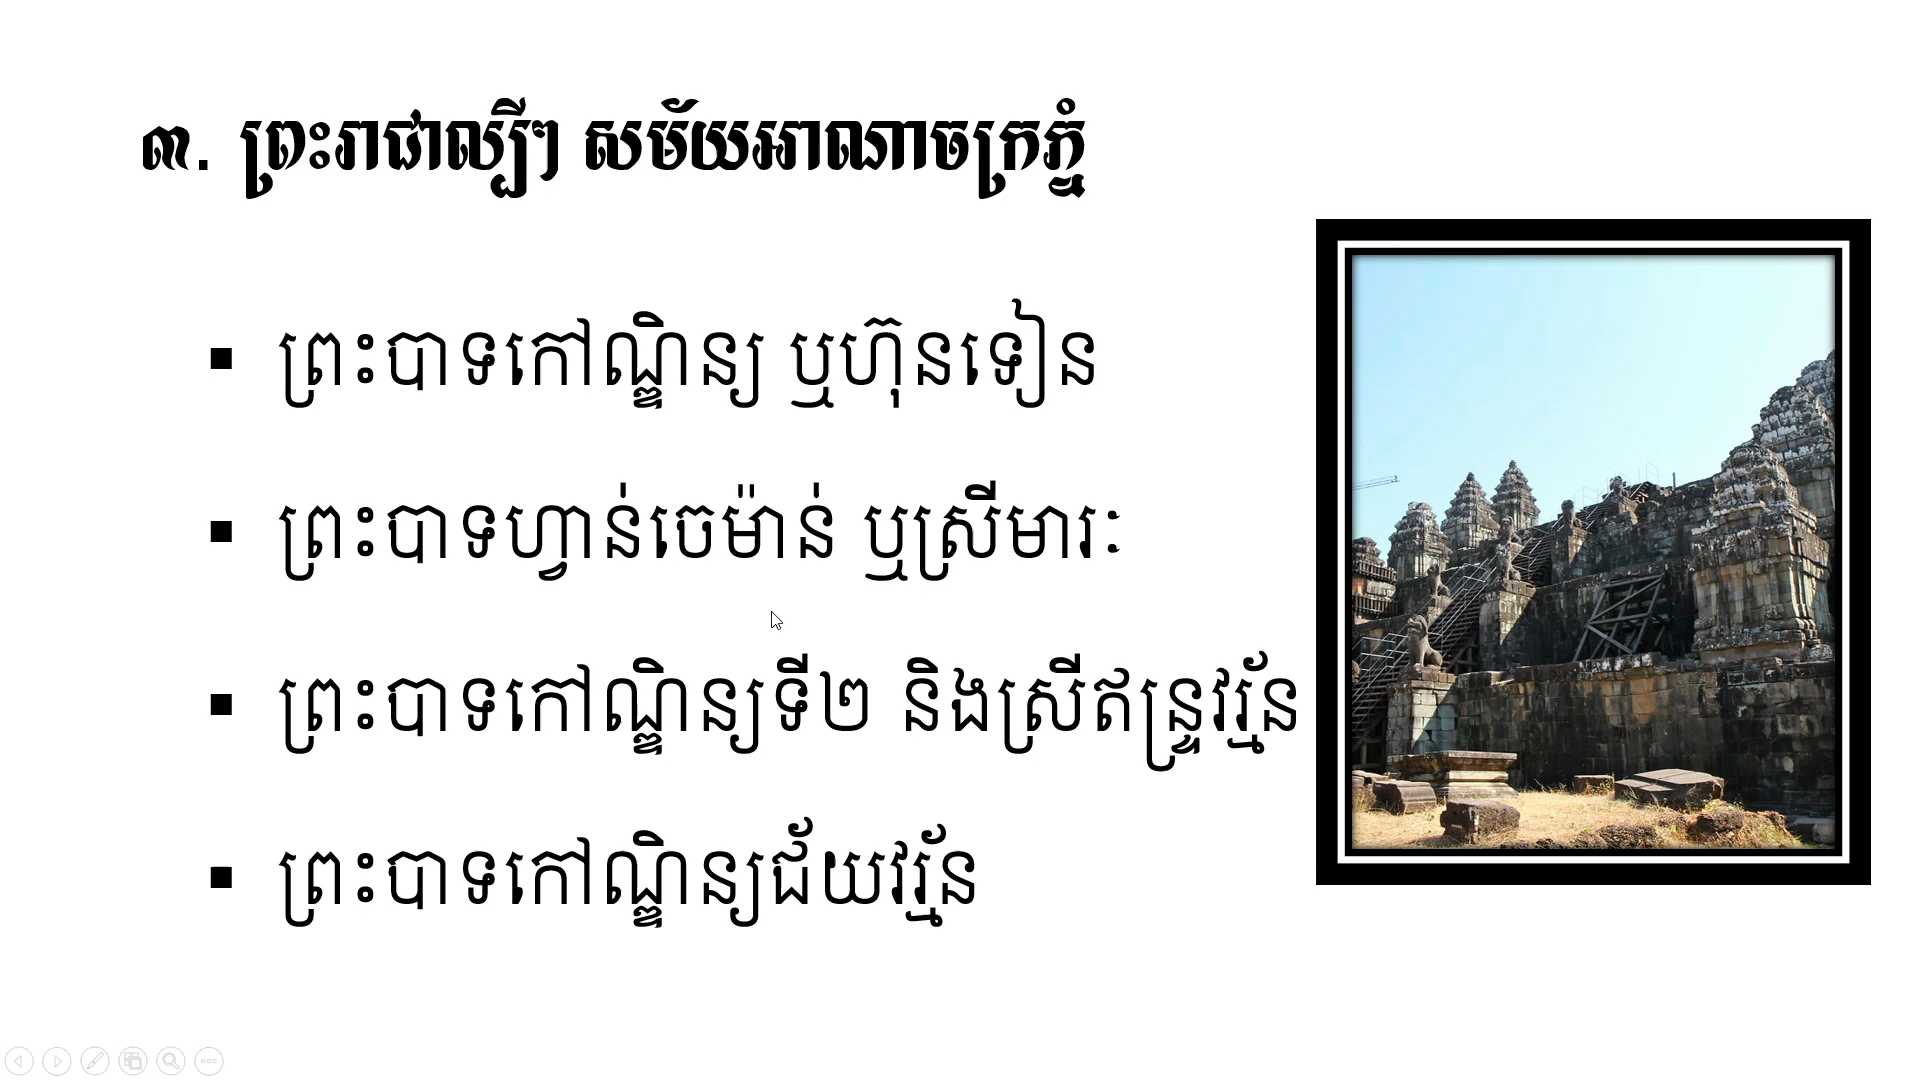 ៣. ព្រះរាជាល្បីៗ សម័យអាណាចក្រភ្នំ
▪ ព្រះបាទកៅណ្ឌិន្យ ឬហ៊ុនទៀន
▪ ព្រះបាទហ្វាន់ចេម៉ាន់ ឬស្រីមារៈ
▪ ព្រះបាទកៅណ្ឌិន្យទី២ និងស្រីឥន្ទ្រវរ្ម័ន
▪ ព្រះបាទកៅណ្ឌិន្យជ័យវរ្ម័ន